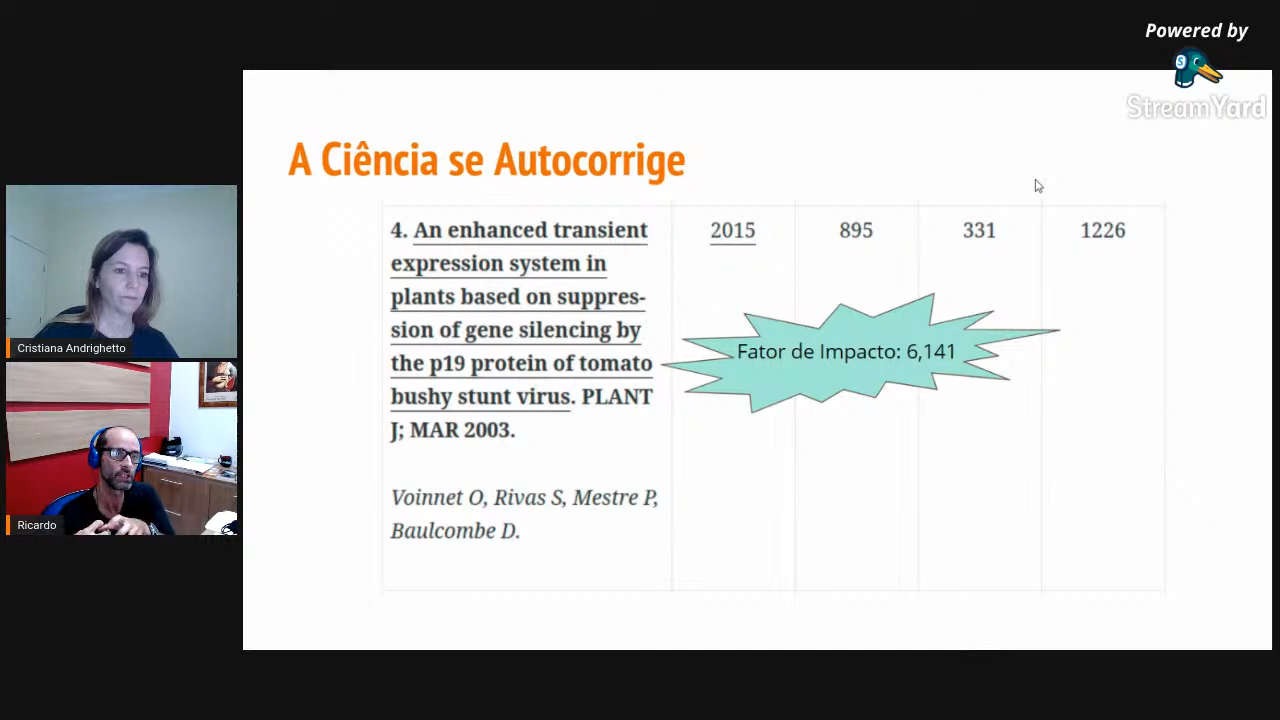 Powered by
StreamYard
A Ciência se Autocorrige
4. An enhanced transient
expression system in
plants based on suppres-
sion of gene silencing by
the p19 protein of tomato
bushy stunt virus. PLANT
J; MAR 2003.
Voinnet O, Rivas S, Mestre P,
Baulcombe D.
2015 895 331 1226
Fator de Impacto: 6,141
Cristiana Andrighetto
Ricardo